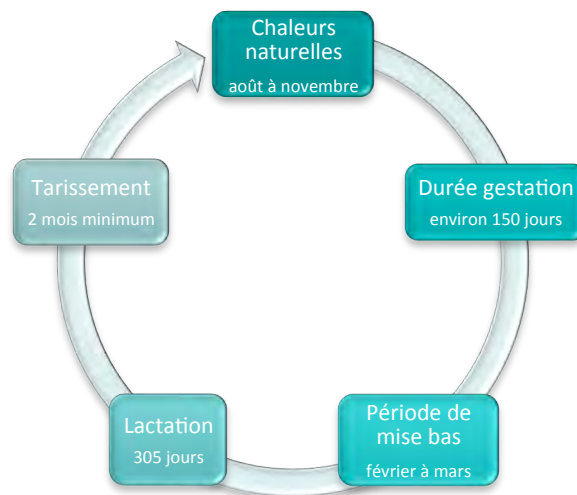 Chaleurs
naturelles
août à novembre
Durée gestation
environ 150 jours
Période de
mise bas
février à mars
Lactation
305 jours
Tarissement
2 mois minimum